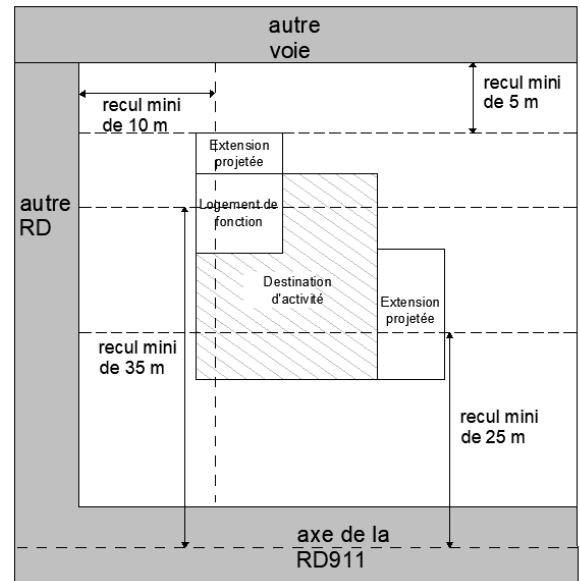 autre
voie
recul mini
de 10 m
recul mini
de 5 m
Extension
projetée
autre
RD
Logement de
fonction
Destination
d'activité
Extension
projetée
recul mini
de 35 m
recul mini
de 25 m
axe de la
RD911